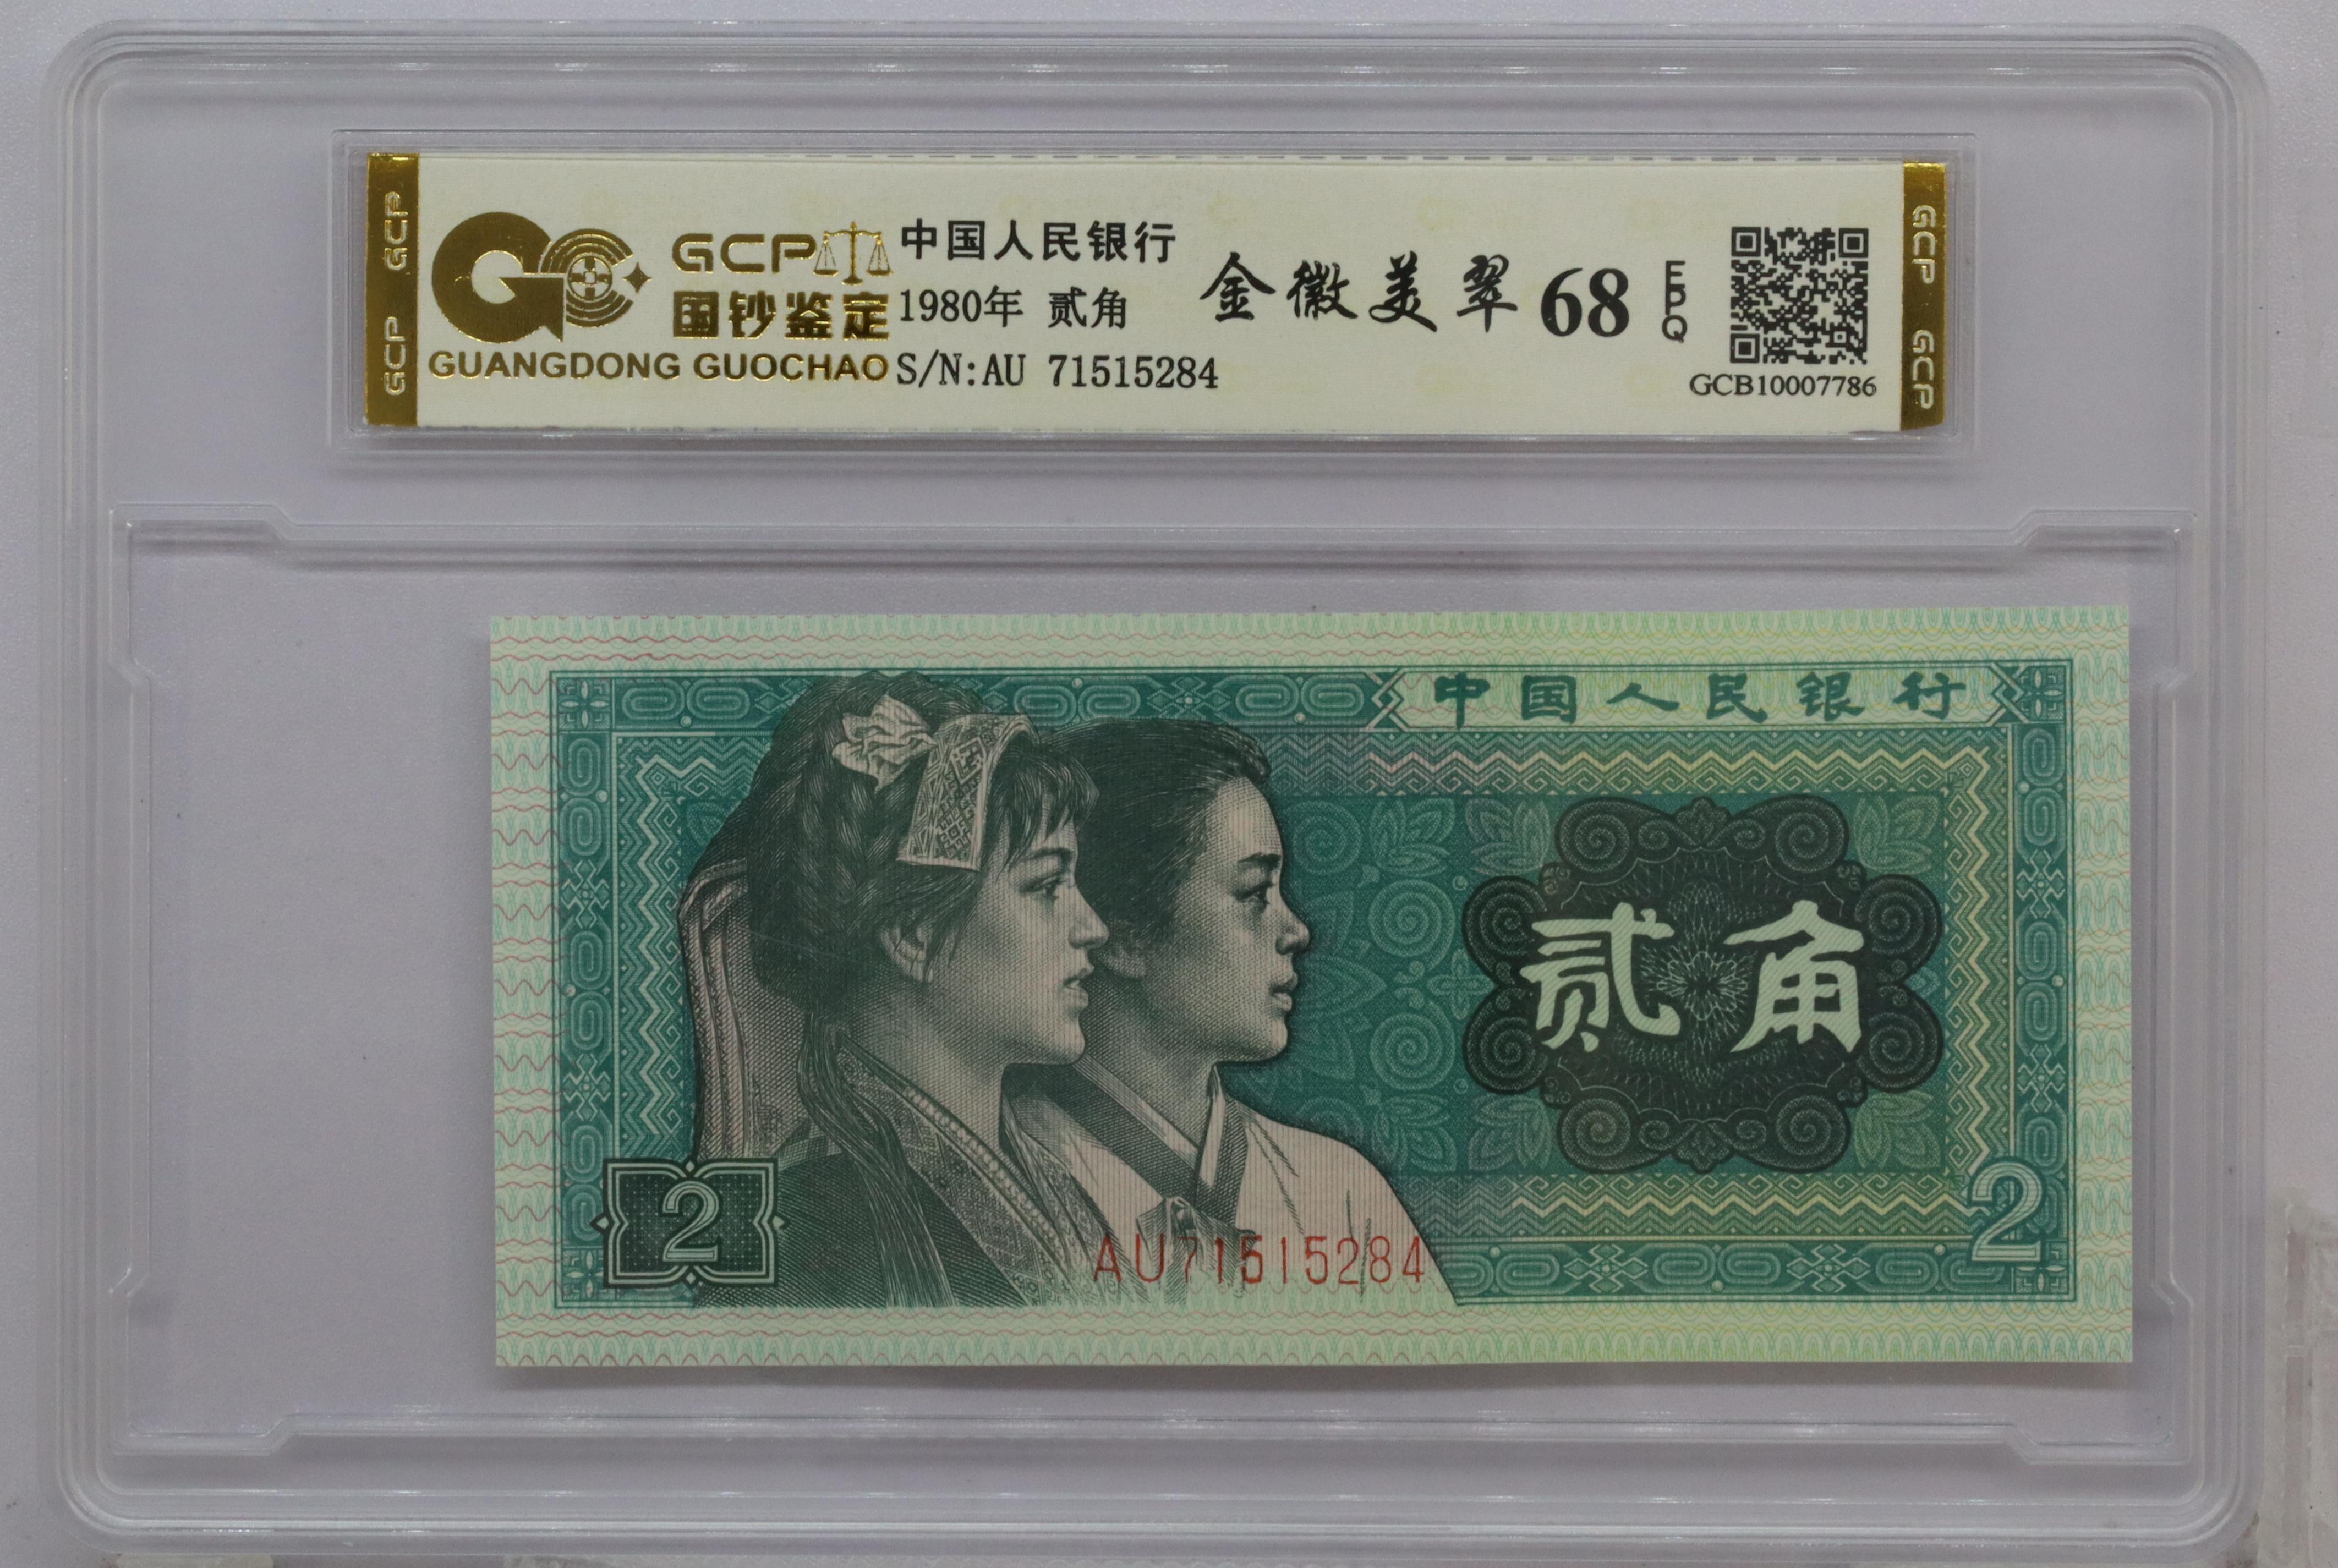 GCP GCP
GCP
国钞鉴定
GUANGDONG GUOCHAO
中国人民银行
1980年 贰角
S/N:AU 71515284
金徽美翠 68 EPQ
GCB10007786
GCP GCP
中国人民银行
贰角
2
AU71515284
2